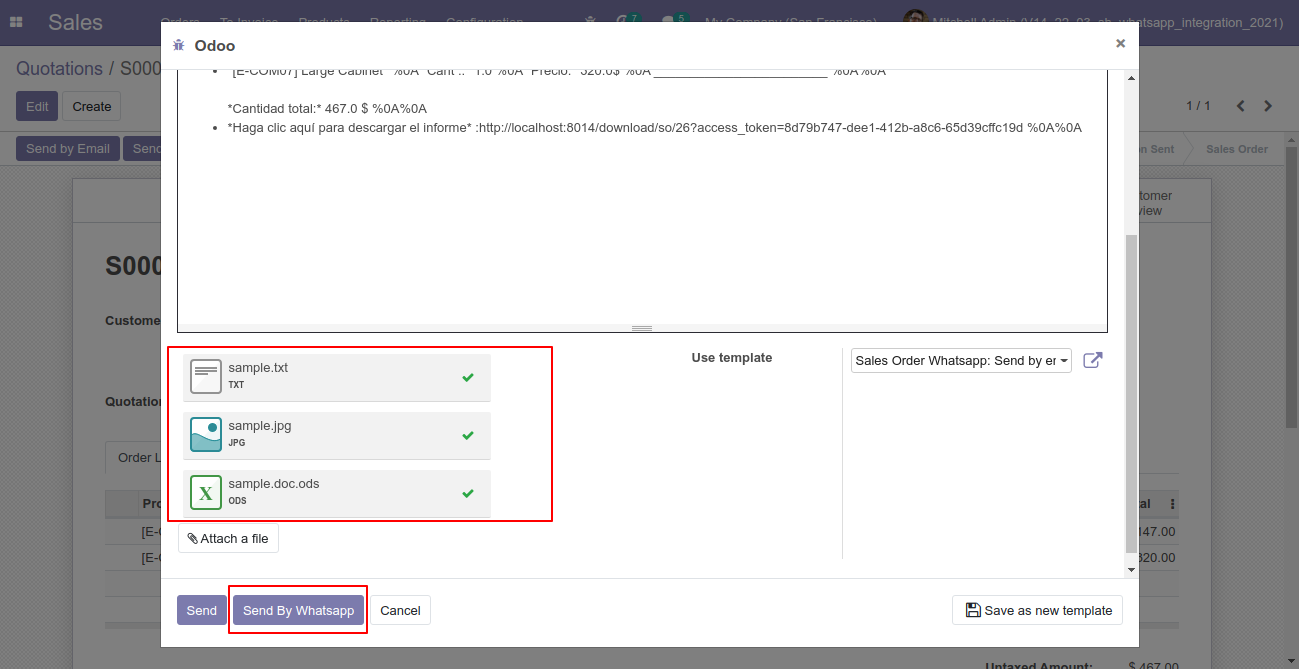 Sales
Orders To Invoice Products Reporting Configuration 7 5 My Company (San Francisco) Mitchell Admin (V14_22_03_sh_whatsapp_integration_2021)
Odoo ×
Quotations / S000
Edit Create
1 / 1
Send by Email Send
n Sent Sales Order
• [E-COM07] Large Cabinet* %0A *Cant .: * 1.0 %0A *Precio:* 320.0$ %0A ________________________ %0A%0A
*Cantidad total:* 467.0 $ %0A%0A
• *Haga clic aquí para descargar el informe* :http://localhost:8014/download/so/26?access_token=8d79b747-dee1-412b-a8c6-65d39cffc19d %0A%0A
tomer
view
S000
Custome
Quotation
Order L
Pro
al
[E-C
147.00
[E-C
320.00
sample.txt
TXT
sample.jpg
JPG
X
sample.doc.ods
ODS
Attach a file
Use template
Sales Order Whatsapp: Send by er
Send Send By Whatsapp Cancel
Save as new template
Untaxed Amount: $ 467.00